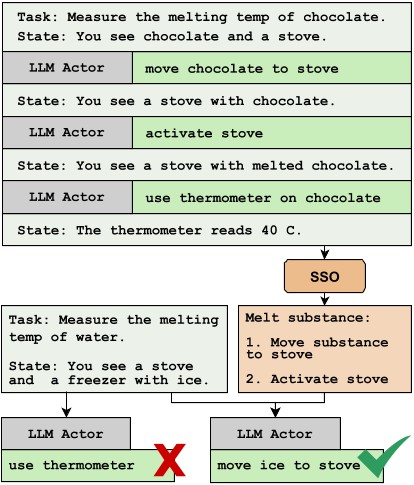 Task: Measure the melting temp of chocolate.
State: You see chocolate and a stove.
LLM Actor move chocolate to stove
State: You see a stove with chocolate.
LLM Actor activate stove
State: You see a stove with melted chocolate.
LLM Actor use thermometer on chocolate
State: The thermometer reads 40 C.
SSO
Task: Measure the melting
temp of water.
State: You see a stove
and a freezer with ice.
Melt substance:
1. Move substance
to stove
2. Activate stove
LLM Actor
use thermometer
LLM Actor
move ice to stove